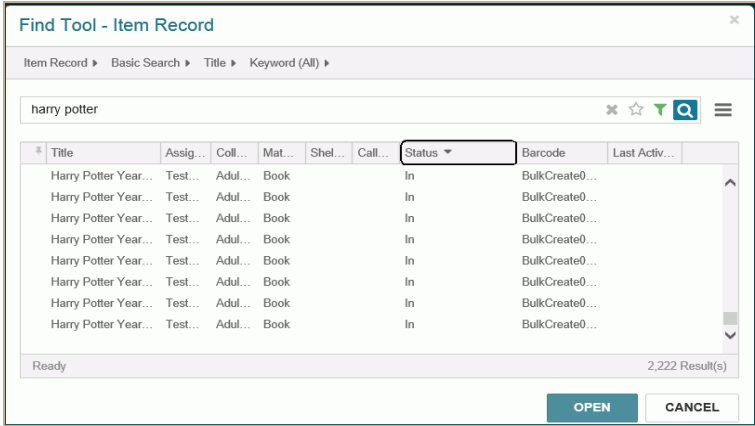 Find Tool - Item Record
Item Record Basic Search Title Keyword (All)
harry potter
Title Assig... Coll... Mat... Shel... Call... Status Barcode Last Activ...
Harry Potter Year... Test... Adul... Book In BulkCreate0...
Harry Potter Year... Test... Adul... Book In BulkCreate0...
Harry Potter Year... Test... Adul... Book In BulkCreate0...
Harry Potter Year... Test... Adul... Book In BulkCreate0...
Harry Potter Year... Test... Adul... Book In BulkCreate0...
Harry Potter Year... Test... Adul... Book In BulkCreate0...
Harry Potter Year... Test... Adul... Book In BulkCreate0...
Harry Potter Year... Test... Adul... Book In BulkCreate0...
Ready 2,222 Result(s)
OPEN CANCEL